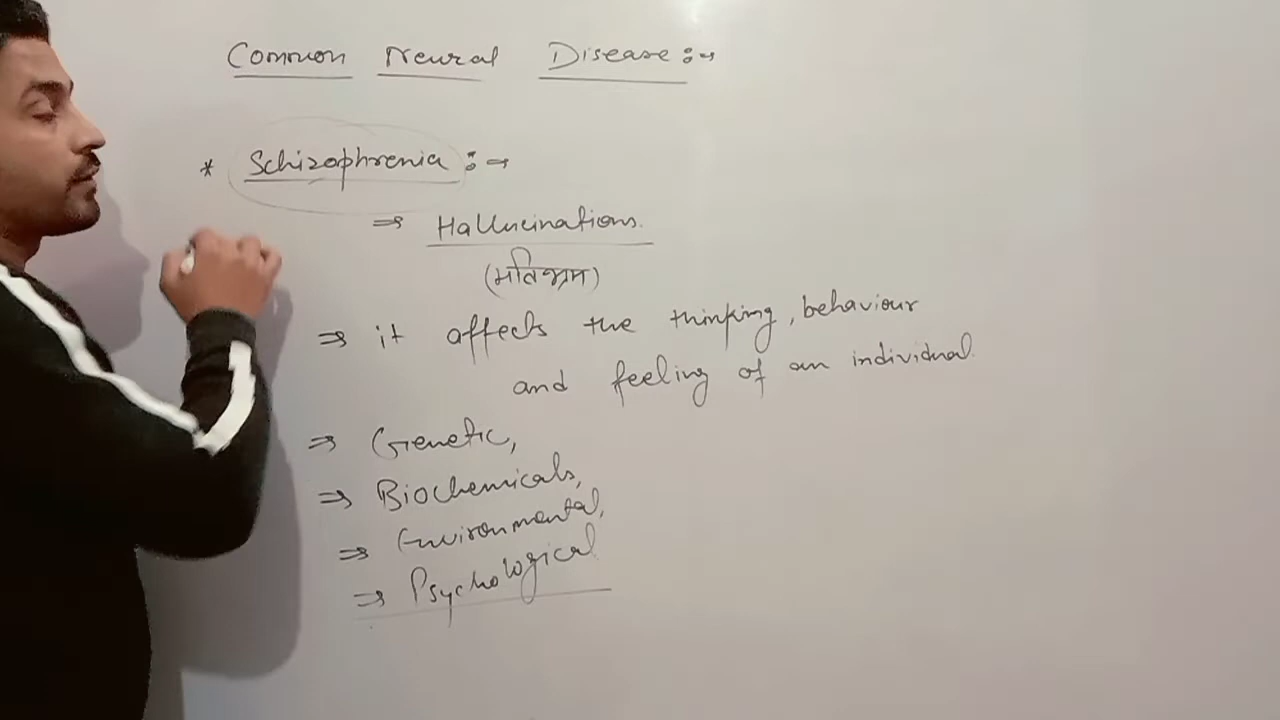 Common Neural Disease :→
* Schizophrenia :→
⇒ Hallucinations.
(मतिभ्रम)
⇒ it affects the thinking, behaviour
and feeling of an individual.
⇒ Genetic,
⇒ Biochemicals,
⇒ Environmental,
⇒ Psychological